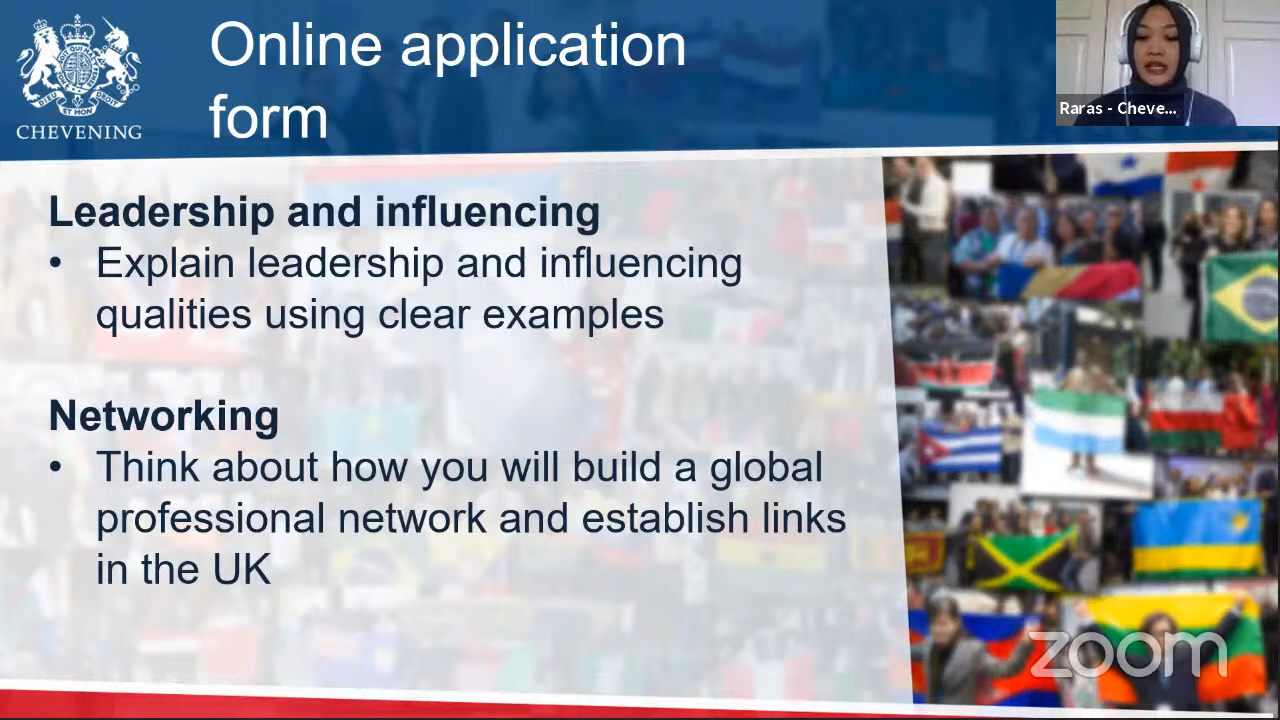 CHEVENING
Online application
form
Raras - Cheve...
Leadership and influencing
• Explain leadership and influencing
qualities using clear examples
Networking
• Think about how you will build a global
professional network and establish links
in the UK
zoom